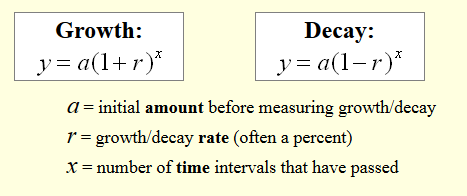 Growth: Decay:
y = a(1+ r)ˣ y = a(1− r)ˣ
a = initial amount before measuring growth/decay
r = growth/decay rate (often a percent)
x = number of time intervals that have passed